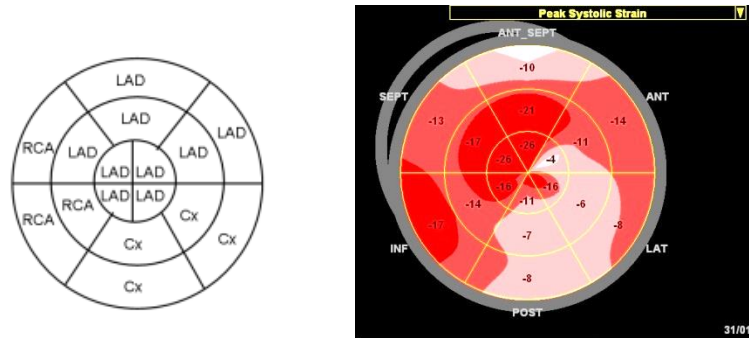 LAD
LAD
LAD
RCA
LAD
LAD
LAD
LAD
LAD
LAD
RCA
RCA
Cx
Cx
Cx
Cx
Peak Systolic Strain
ANT_SEPT
-10
SEPT
ANT
-21
-13
-14
-17
-11
-26
-26
-4
-16
-16
-14
-11
-6
-17
-8
-7
INF
LAT
-8
POST
31/01